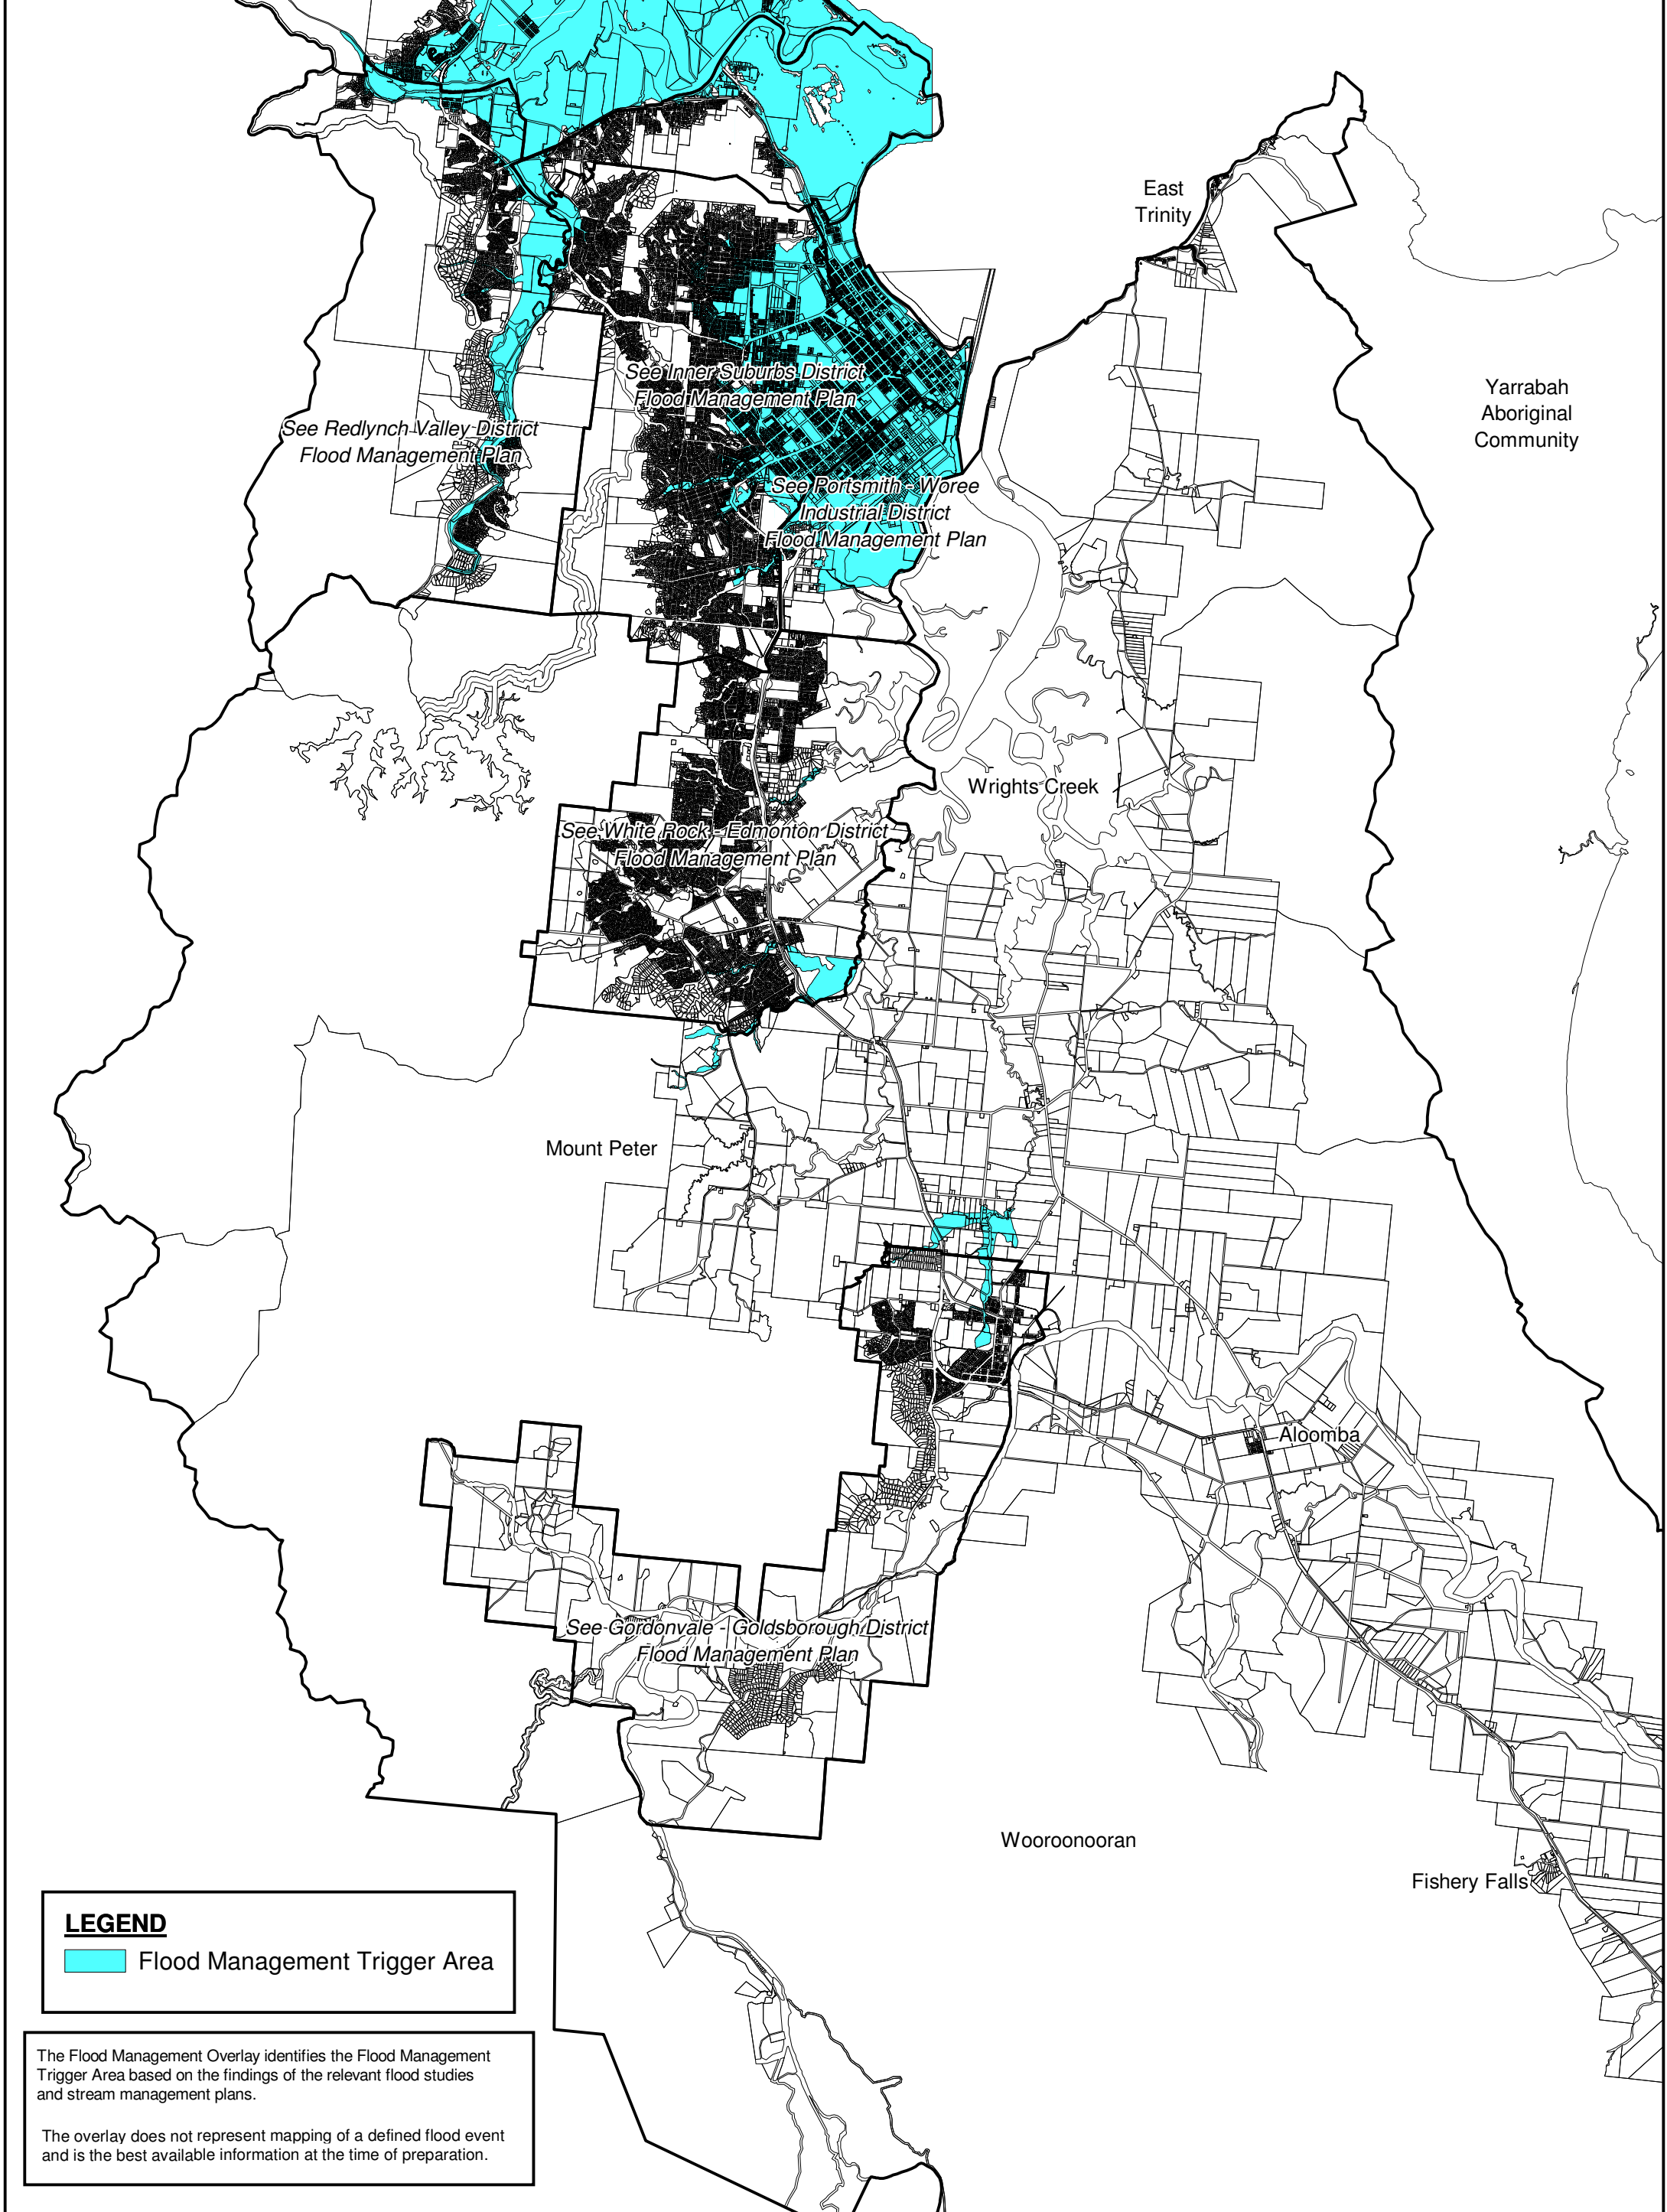 East
Trinity
Yarrabah
Aboriginal
Community
See Inner Suburbs District
Flood Management Plan
See Redlynch Valley District
Flood Management Plan
See Portsmith - Woree
Industrial District
Flood Management Plan
Wrights Creek
See White Rock - Edmonton District
Flood Management Plan
Mount Peter
Aloomba
See Gordonvale - Goldsborough District
Flood Management Plan
Wooroonooran
Fishery Falls
LEGEND
Flood Management Trigger Area
The Flood Management Overlay identifies the Flood Management
Trigger Area based on the findings of the relevant flood studies
and stream management plans.
The overlay does not represent mapping of a defined flood event
and is the best available information at the time of preparation.